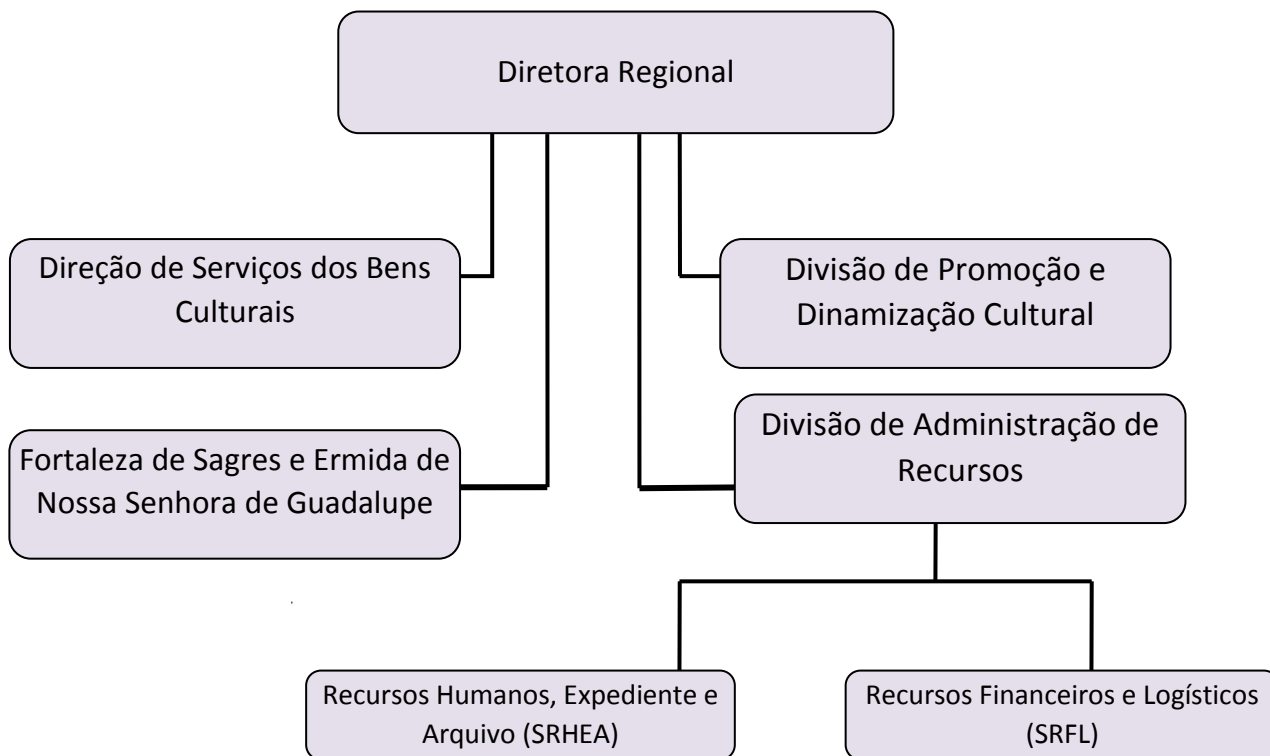 Diretora Regional
Direção de Serviços dos Bens
Culturais
Divisão de Promoção e
Dinamização Cultural
Fortaleza de Sagres e Ermida de
Nossa Senhora de Guadalupe
Divisão de Administração de
Recursos
Recursos Humanos, Expediente e
Arquivo (SRHEA)
Recursos Financeiros e Logísticos
(SRFL)